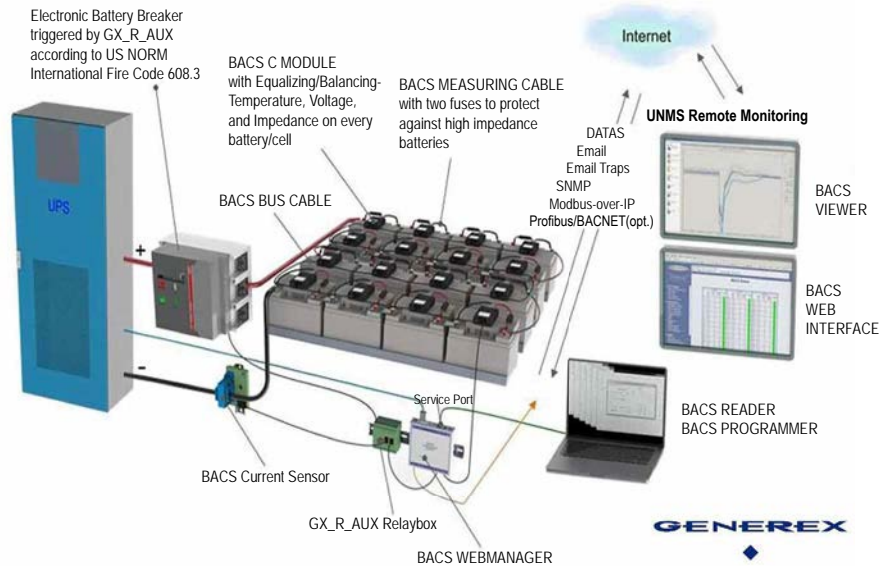 Electronic Battery Breaker
triggered by GX_R_AUX
according to US NORM
International Fire Code 608.3
BACS C MODULE
with Equalizing/Balancing-
Temperature, Voltage,
and Impedance on every
battery/cell
BACS MEASURING CABLE
with two fuses to protect
against high impedance
batteries
BACS BUS CABLE
Internet
UNMS Remote Monitoring
DATAS
Email
Email Traps
SNMP
Modbus-over-IP
Profibus/BACNET(opt.)
BACS
VIEWER
BACS
WEB
INTERFACE
UPS
+
-
Service Port
BACS READER
BACS PROGRAMMER
BACS Current Sensor
GX_R_AUX Relaybox
BACS WEBMANAGER
GENEREX